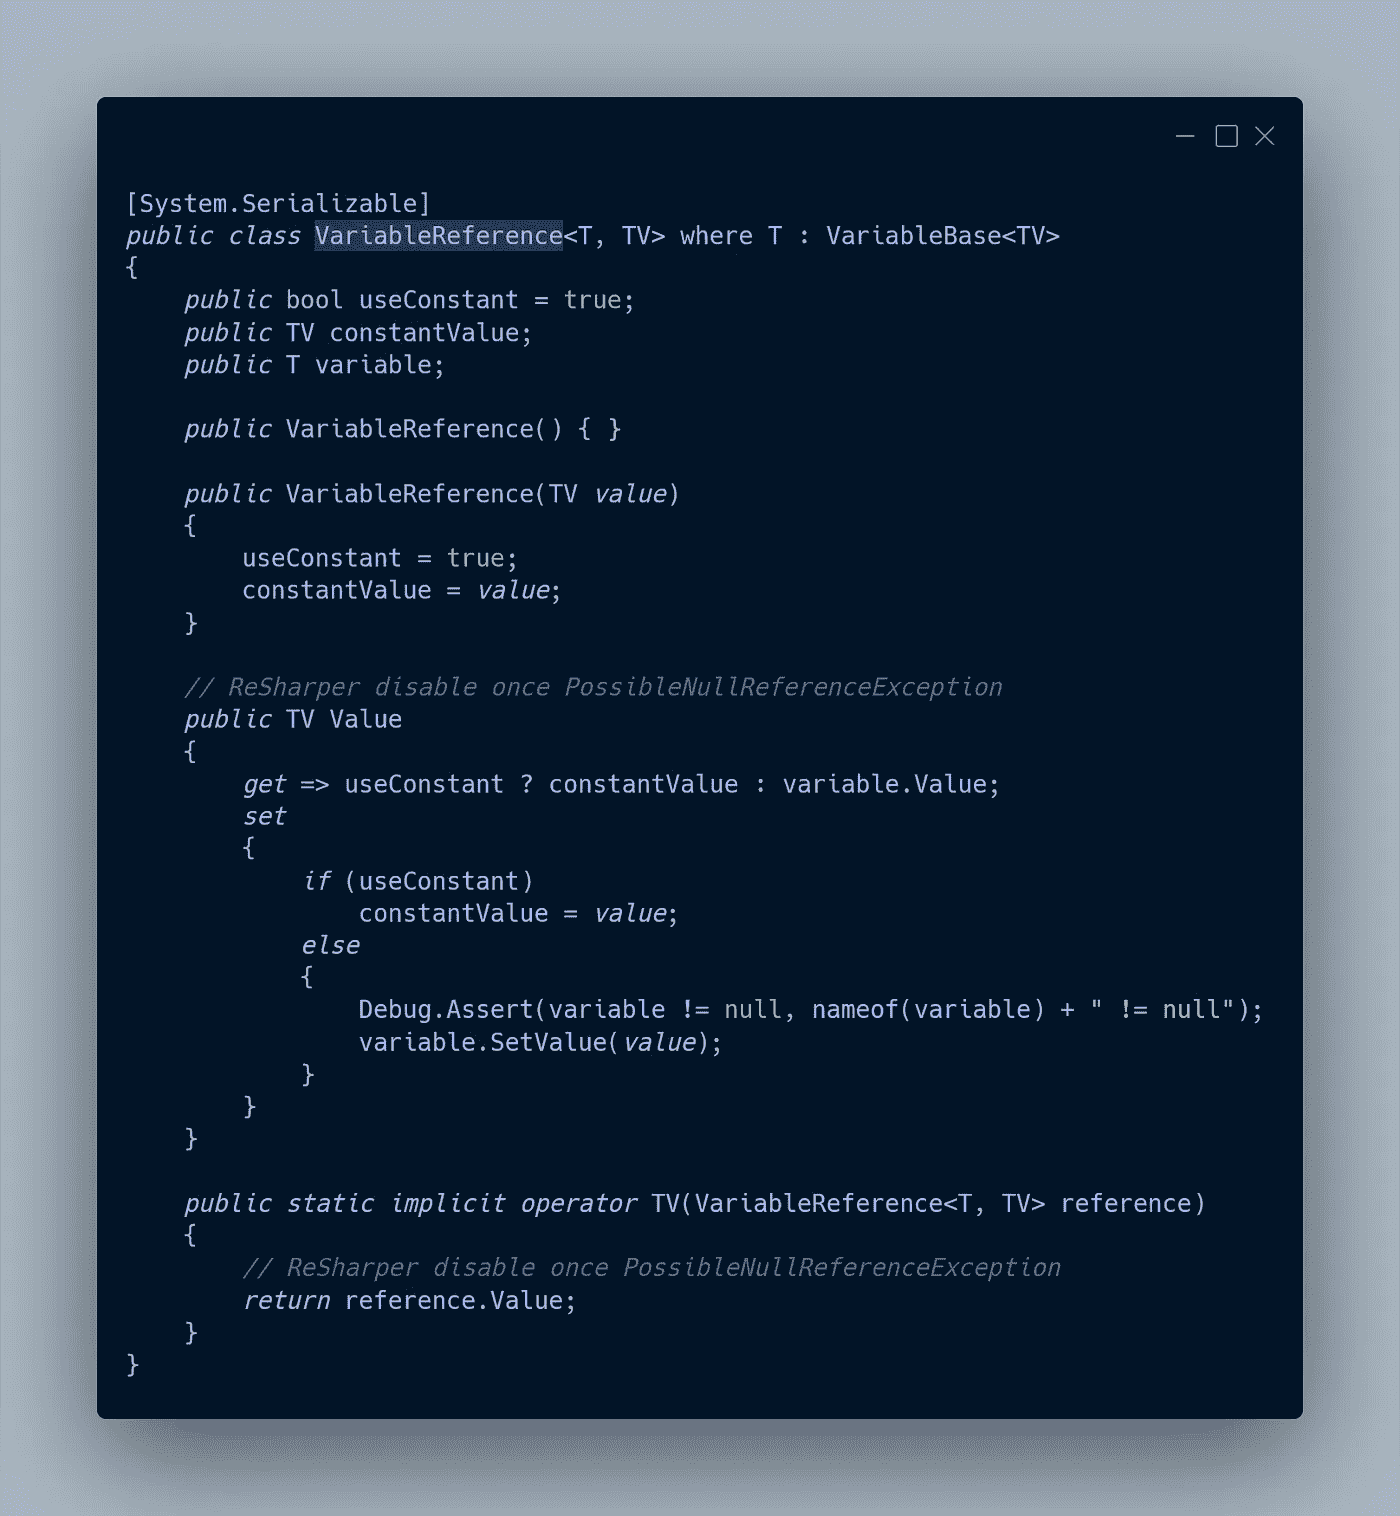 [System.Serializable]
public class VariableReference<T, TV> where T : VariableBase<TV>
{
    public bool useConstant = true;
    public TV constantValue;
    public T variable;

    public VariableReference() { }

    public VariableReference(TV value)
    {
        useConstant = true;
        constantValue = value;
    }

    // ReSharper disable once PossibleNullReferenceException
    public TV Value
    {
        get => useConstant ? constantValue : variable.Value;
        set
        {
            if (useConstant)
                constantValue = value;
            else
            {
                Debug.Assert(variable != null, nameof(variable) + " != null");
                variable.SetValue(value);
            }
        }
    }

    public static implicit operator TV(VariableReference<T, TV> reference)
    {
        // ReSharper disable once PossibleNullReferenceException
        return reference.Value;
    }
}